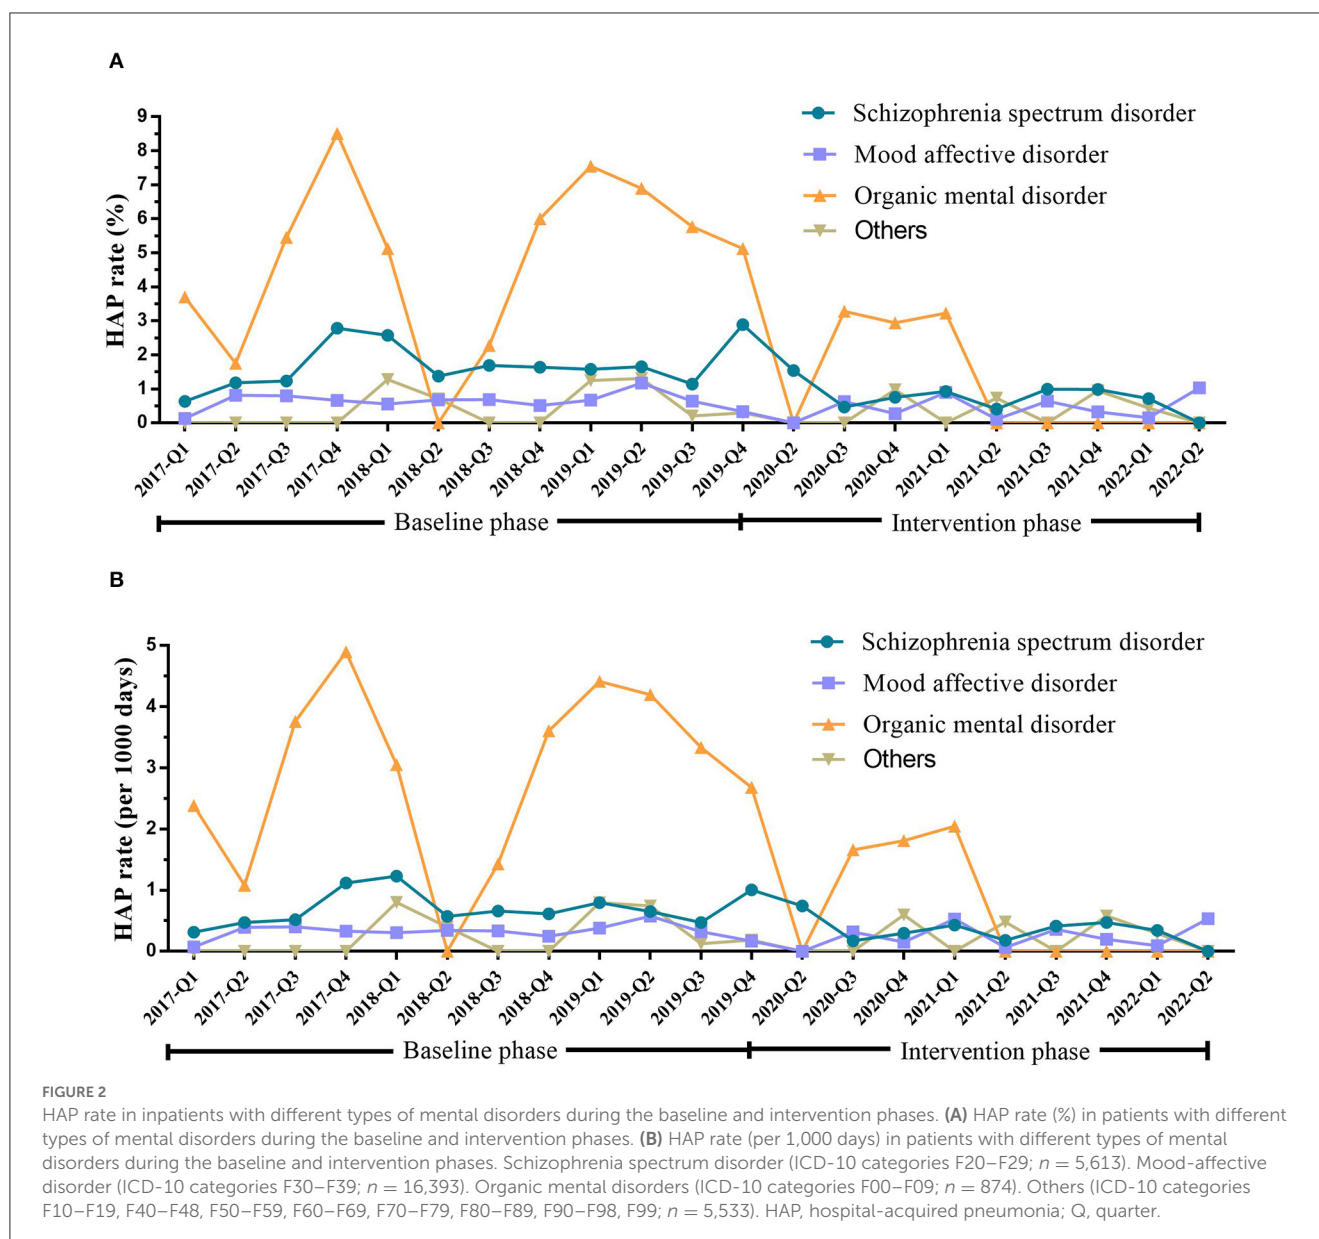 A
HAP rate (%)
9
8
7
6
5
4
3
2
1
0
Schizophrenia spectrum disorder
Mood affective disorder
Organic mental disorder
Others
2017-Q1
2017-Q2
2017-Q3
2017-Q4
2018-Q1
2018-Q2
2018-Q3
2018-Q4
2019-Q1
2019-Q2
2019-Q3
2019-Q4
2020-Q2
2020-Q3
2020-Q4
2021-Q1
2021-Q2
2021-Q3
2021-Q4
2022-Q1
2022-Q2
Baseline phase
Intervention phase
B
HAP rate (per 1000 days)
5
4
3
2
1
0
Schizophrenia spectrum disorder
Mood affective disorder
Organic mental disorder
Others
2017-Q1
2017-Q2
2017-Q3
2017-Q4
2018-Q1
2018-Q2
2018-Q3
2018-Q4
2019-Q1
2019-Q2
2019-Q3
2019-Q4
2020-Q2
2020-Q3
2020-Q4
2021-Q1
2021-Q2
2021-Q3
2021-Q4
2022-Q1
2022-Q2
Baseline phase
Intervention phase
FIGURE 2
HAP rate in inpatients with different types of mental disorders during the baseline and intervention phases. (A) HAP rate (%) in patients with different
types of mental disorders during the baseline and intervention phases. (B) HAP rate (per 1,000 days) in patients with different types of mental
disorders during the baseline and intervention phases. Schizophrenia spectrum disorder (ICD-10 categories F20–F29; n = 5,613). Mood-affective
disorder (ICD-10 categories F30–F39; n = 16,393). Organic mental disorders (ICD-10 categories F00–F09; n = 874). Others (ICD-10 categories
F10–F19, F40–F48, F50–F59, F60–F69, F70–F79, F80–F89, F90–F98, F99; n = 5,533). HAP, hospital-acquired pneumonia; Q, quarter.